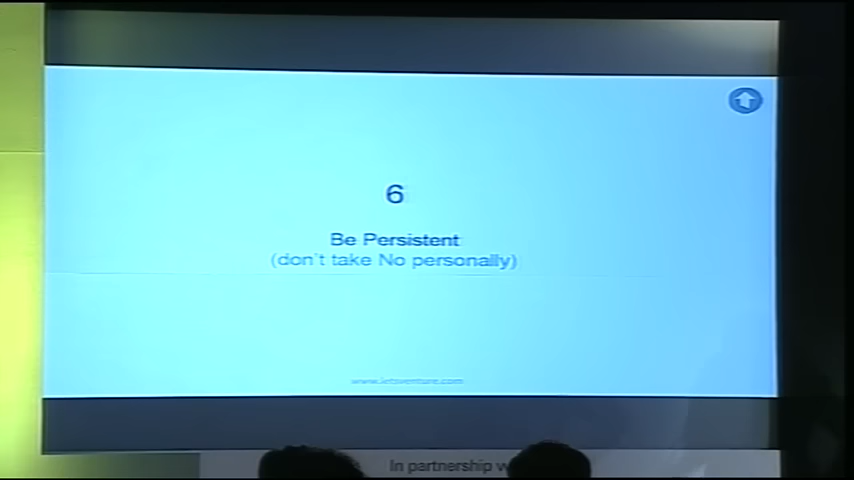 6
Be Persistent
(don't take No personally)
www.letsventure.com
In partnership w